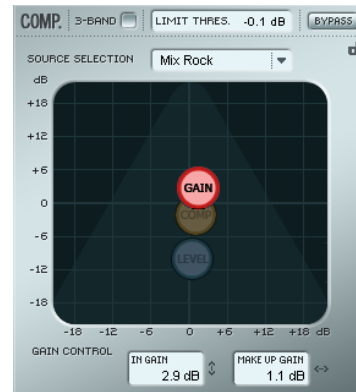 COMP. 3-BAND LIMIT THRES. -0.1 dB BYPASS
SOURCE SELECTION Mix Rock
dB
+18
+12
+6
GAIN
0
COMP
-6
LEVEL
-12
-18
-18 -12 -6 0 +6 +12 +18 dB
GAIN CONTROL IN GAIN MAKE UP GAIN
2.9 dB 1.1 dB